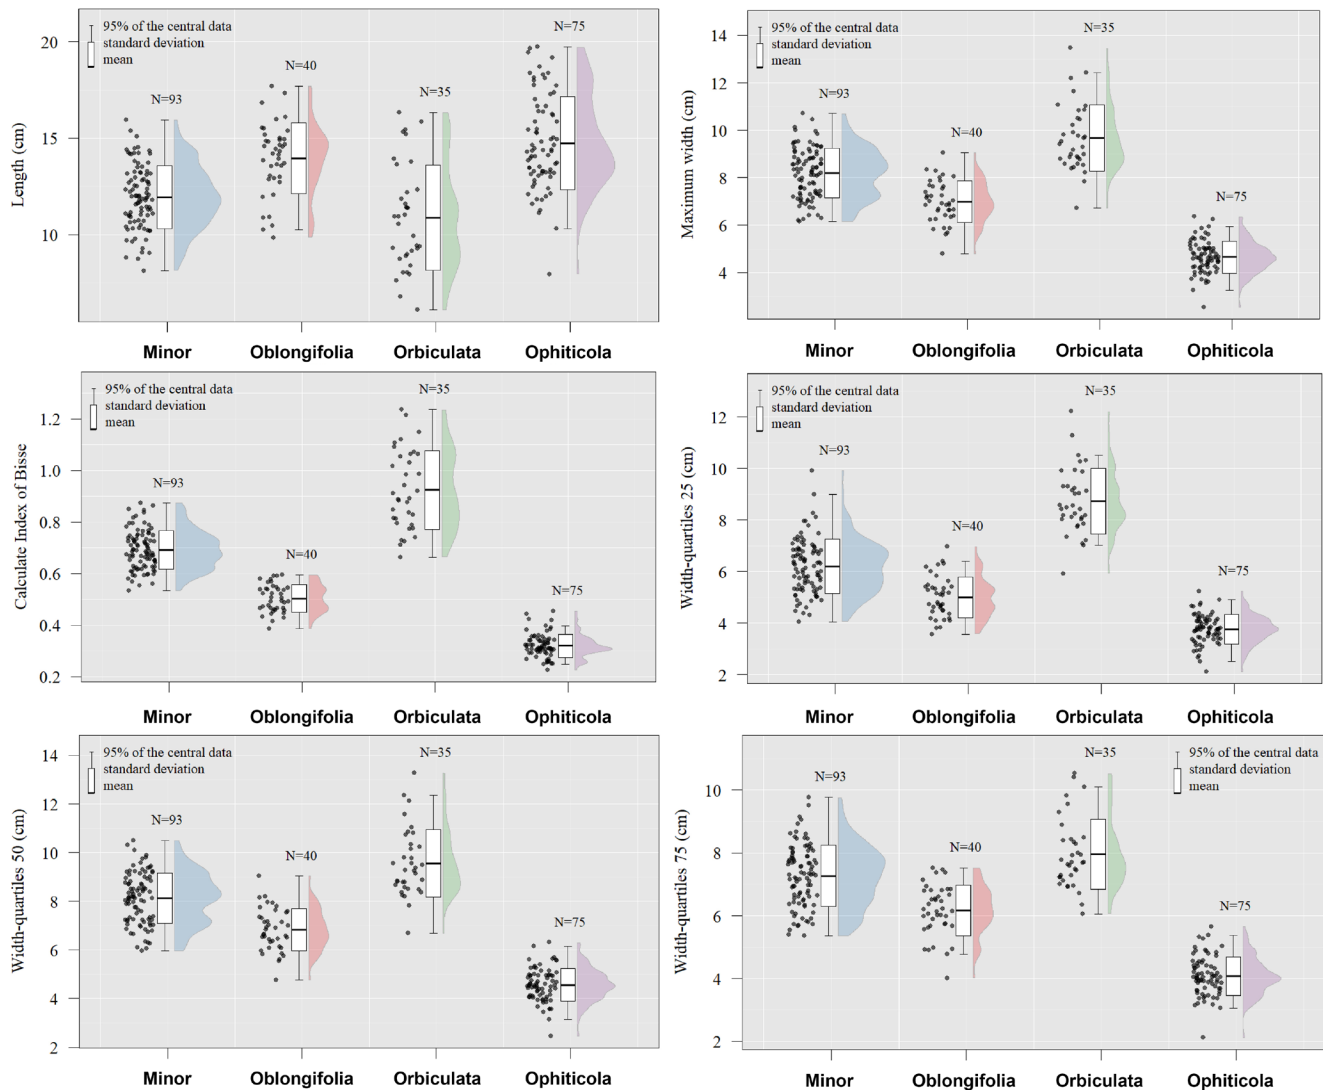 Length (cm)
20
15
10
95% of the central data
standard deviation
mean
N=93
N=40
N=35
N=75
Minor
Oblongifolia
Orbiculata
Ophiticola
Maximum width (cm)
14
12
10
8
6
4
95% of the central data
standard deviation
mean
N=93
N=40
N=35
N=75
Minor
Oblongifolia
Orbiculata
Ophiticola
Calculate Index of Bisse
1.2
1.0
0.8
0.6
0.4
0.2
95% of the central data
standard deviation
mean
N=93
N=40
N=35
N=75
Minor
Oblongifolia
Orbiculata
Ophiticola
Width-quartiles 25 (cm)
12
10
8
6
4
2
95% of the central data
standard deviation
mean
N=93
N=40
N=35
N=75
Minor
Oblongifolia
Orbiculata
Ophiticola
Width-quartiles 50 (cm)
14
12
10
8
6
4
2
95% of the central data
standard deviation
mean
N=93
N=40
N=35
N=75
Minor
Oblongifolia
Orbiculata
Ophiticola
Width-quartiles 75 (cm)
10
8
6
4
2
N=93
N=40
N=35
N=75
95% of the central data
standard deviation
mean
Minor
Oblongifolia
Orbiculata
Ophiticola